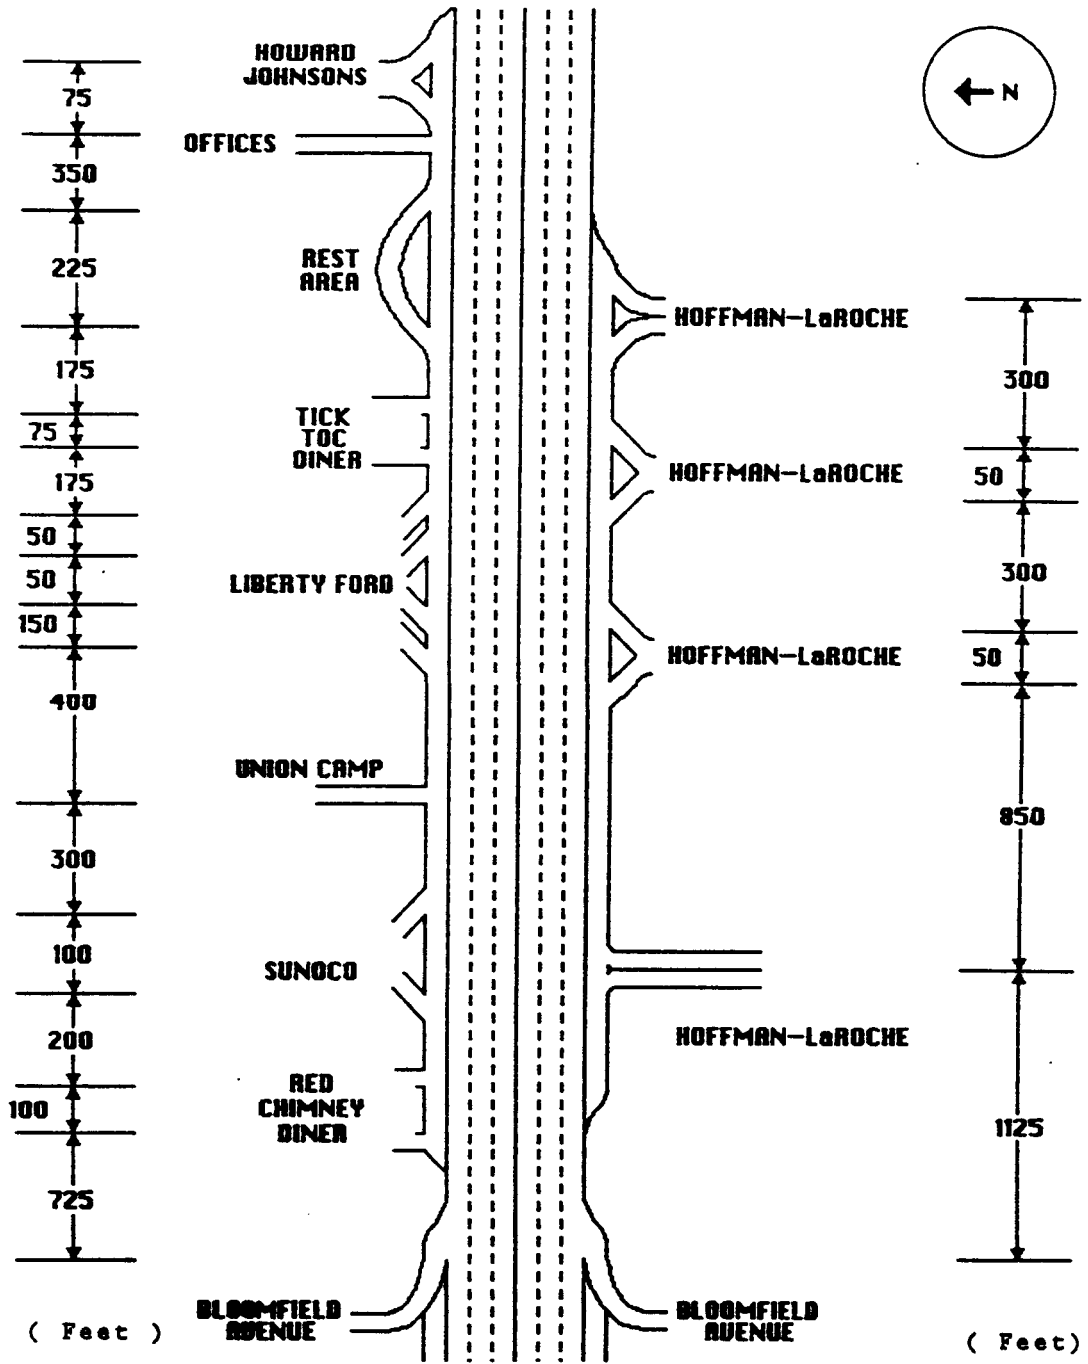 HOWARD
JOHNSONS
N
75
OFFICES
350
REST
AREA
225
HOFFMAN-LaROCHE
175
300
TICK
TOC
DINER
75
175
HOFFMAN-LaROCHE
50
50
50
LIBERTY FORD
300
150
HOFFMAN-LaROCHE
50
400
UNION CAMP
850
300
100
SUNOCO
200
HOFFMAN-LaROCHE
RED
CHIMNEY
DINER
100
1125
725
BLOOMFIELD
AVENUE
BLOOMFIELD
AVENUE
( Feet )
( Feet)